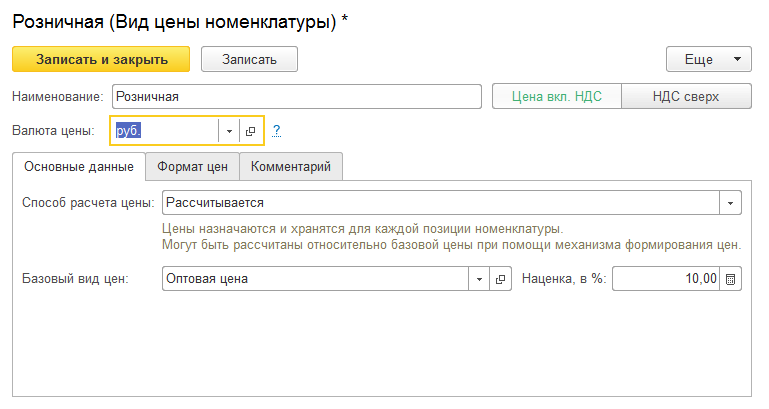 Розничная (Вид цены номенклатуры) *
Записать и закрыть
Записать
Еще
Наименование: Розничная
Цена вкл. НДС
НДС сверх
Валюта цены: руб. ?
Основные данные
Формат цен
Комментарий
Способ расчета цены: Рассчитывается
Цены назначаются и хранятся для каждой позиции номенклатуры.
Могут быть рассчитаны относительно базовой цены при помощи механизма формирования цен.
Базовый вид цен: Оптовая цена
Наценка, в %: 10,00